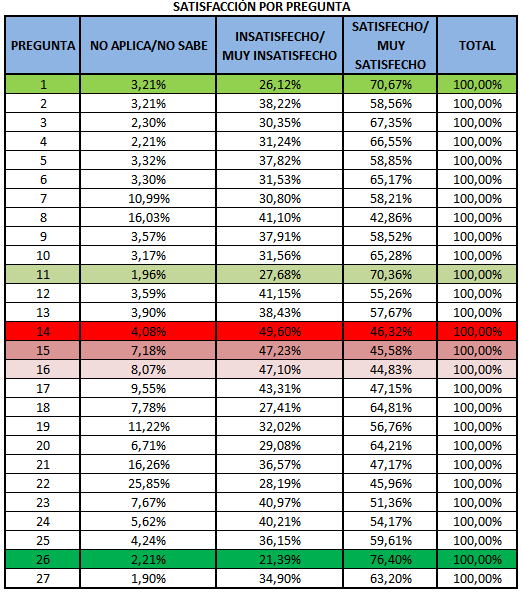 SATISFACCIÓN POR PREGUNTA
PREGUNTA NO APLICA/NO SABE INSATISFECHO/ MUY INSATISFECHO SATISFECHO/ MUY SATISFECHO TOTAL
1 3,21% 26,12% 70,67% 100,00%
2 3,21% 38,22% 58,56% 100,00%
3 2,30% 30,35% 67,35% 100,00%
4 2,21% 31,24% 66,55% 100,00%
5 3,32% 37,82% 58,85% 100,00%
6 3,30% 31,53% 65,17% 100,00%
7 10,99% 30,80% 58,21% 100,00%
8 16,03% 41,10% 42,86% 100,00%
9 3,57% 37,91% 58,52% 100,00%
10 3,17% 31,56% 65,28% 100,00%
11 1,96% 27,68% 70,36% 100,00%
12 3,59% 41,15% 55,26% 100,00%
13 3,90% 38,43% 57,67% 100,00%
14 4,08% 49,60% 46,32% 100,00%
15 7,18% 47,23% 45,58% 100,00%
16 8,07% 47,10% 44,83% 100,00%
17 9,55% 43,31% 47,15% 100,00%
18 7,78% 27,41% 64,81% 100,00%
19 11,22% 32,02% 56,76% 100,00%
20 6,71% 29,08% 64,21% 100,00%
21 16,26% 36,57% 47,17% 100,00%
22 25,85% 28,19% 45,96% 100,00%
23 7,67% 40,97% 51,36% 100,00%
24 5,62% 40,21% 54,17% 100,00%
25 4,24% 36,15% 59,61% 100,00%
26 2,21% 21,39% 76,40% 100,00%
27 1,90% 34,90% 63,20% 100,00%